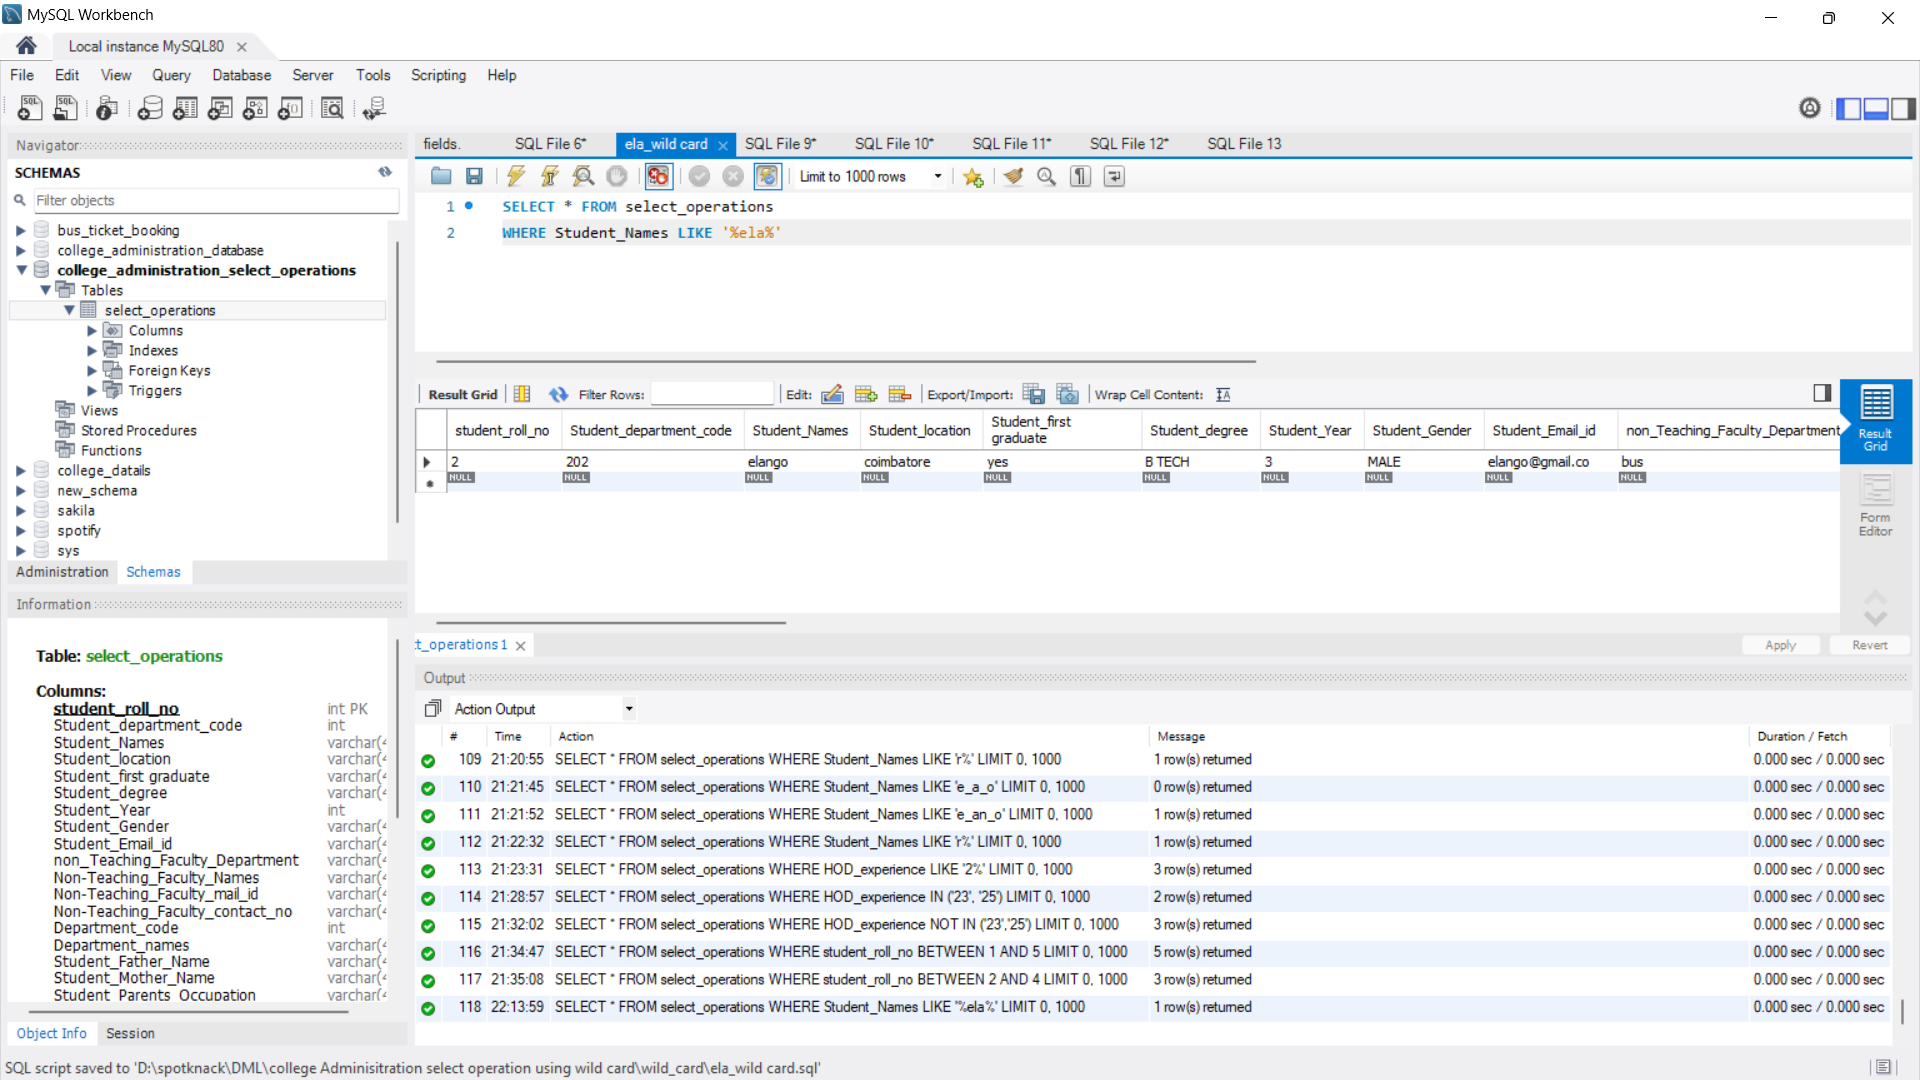 MySQL Workbench
Local instance MySQL80
File Edit View Query Database Server Tools Scripting Help
Navigator
SCHEMAS
Filter objects
bus_ticket_booking
college_administration_database
college_administration_select_operations
Tables
select_operations
Columns
Indexes
Foreign Keys
Triggers
Views
Stored Procedures
Functions
college_datails
new_schema
sakila
spotify
sys
Administration Schemas
Information
Table: select_operations
Columns:
student_roll_no int PK
Student_department_code int
Student_Names varchar(4
Student_location varchar(4
Student_first graduate varchar(4
Student_degree varchar(4
Student_Year int
Student_Gender varchar(4
Student_Email_id varchar(4
non_Teaching_Faculty_Department varchar(4
Non-Teaching_Faculty_Names varchar(4
Non-Teaching_Faculty_mail_id varchar(4
Non-Teaching_Faculty_contact_no varchar(4
Department_code int
Department_names varchar(4
Student_Father_Name varchar(4
Student_Mother_Name varchar(4
Student_Parents_Occupation varchar(4
Object Info Session
fields. SQL File 6* ela_wild card SQL File 9* SQL File 10* SQL File 11* SQL File 12* SQL File 13
Limit to 1000 rows
1 SELECT * FROM select_operations
2 WHERE Student_Names LIKE '%ela%'
Result Grid Filter Rows: Edit: Export/Import: Wrap Cell Content:
student_roll_no Student_department_code Student_Names Student_location Student_first graduate Student_degree Student_Year Student_Gender Student_Email_id non_Teaching_Faculty_Department
2 202 elango coimbatore yes B TECH 3 MALE elango@gmail.co bus
NULL NULL NULL NULL NULL NULL NULL NULL NULL NULL
Result Grid
Form Editor
t_operations 1
Apply Revert
Output
Action Output
# Time Action Message Duration / Fetch
109 21:20:55 SELECT * FROM select_operations WHERE Student_Names LIKE 'r%' LIMIT 0, 1000 1 row(s) returned 0.000 sec / 0.000 sec
110 21:21:45 SELECT * FROM select_operations WHERE Student_Names LIKE 'e_a_o' LIMIT 0, 1000 0 row(s) returned 0.000 sec / 0.000 sec
111 21:21:52 SELECT * FROM select_operations WHERE Student_Names LIKE 'e_an_o' LIMIT 0, 1000 1 row(s) returned 0.000 sec / 0.000 sec
112 21:22:32 SELECT * FROM select_operations WHERE Student_Names LIKE 'r%' LIMIT 0, 1000 1 row(s) returned 0.000 sec / 0.000 sec
113 21:23:31 SELECT * FROM select_operations WHERE HOD_experience LIKE '2%' LIMIT 0, 1000 3 row(s) returned 0.000 sec / 0.000 sec
114 21:28:57 SELECT * FROM select_operations WHERE HOD_experience IN ('23', '25') LIMIT 0, 1000 2 row(s) returned 0.000 sec / 0.000 sec
115 21:32:02 SELECT * FROM select_operations WHERE HOD_experience NOT IN ('23','25') LIMIT 0, 1000 3 row(s) returned 0.000 sec / 0.000 sec
116 21:34:47 SELECT * FROM select_operations WHERE student_roll_no BETWEEN 1 AND 5 LIMIT 0, 1000 5 row(s) returned 0.000 sec / 0.000 sec
117 21:35:08 SELECT * FROM select_operations WHERE student_roll_no BETWEEN 2 AND 4 LIMIT 0, 1000 3 row(s) returned 0.000 sec / 0.000 sec
118 22:13:59 SELECT * FROM select_operations WHERE Student_Names LIKE '%ela%' LIMIT 0, 1000 1 row(s) returned 0.000 sec / 0.000 sec
SQL script saved to 'D:\spotknack\DML\college Adminisitration select operation using wild card\wild_card\ela_wild card.sql'